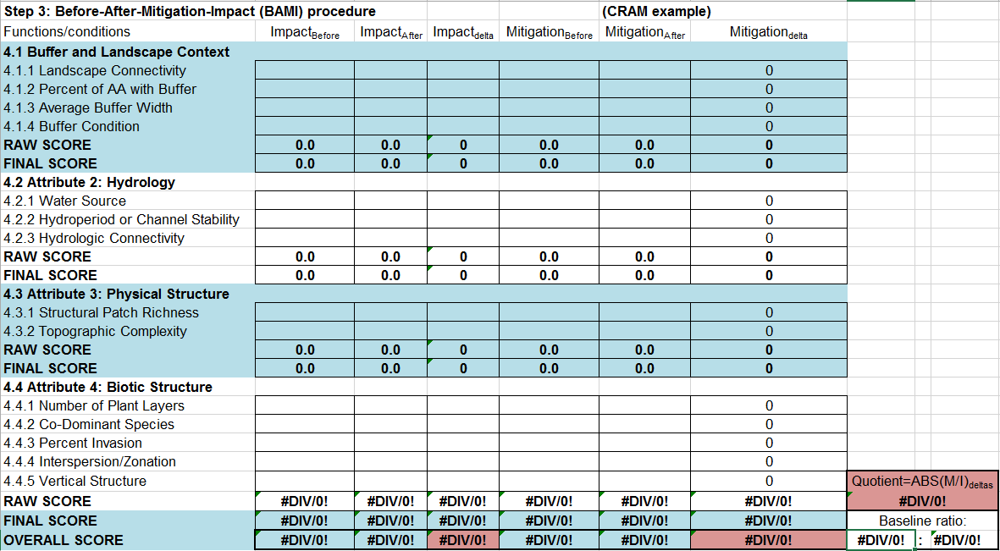 Step 3: Before-After-Mitigation-Impact (BAMI) procedure (CRAM example)
Functions/conditions ImpactBefore ImpactAfter Impactdelta MitigationBefore MitigationAfter Mitigationdelta
4.1 Buffer and Landscape Context
4.1.1 Landscape Connectivity 0
4.1.2 Percent of AA with Buffer 0
4.1.3 Average Buffer Width 0
4.1.4 Buffer Condition 0
RAW SCORE 0.0 0.0 0 0.0 0.0 0
FINAL SCORE 0.0 0.0 0 0.0 0.0 0
4.2 Attribute 2: Hydrology
4.2.1 Water Source 0
4.2.2 Hydroperiod or Channel Stability 0
4.2.3 Hydrologic Connectivity 0
RAW SCORE 0.0 0.0 0 0.0 0.0 0
FINAL SCORE 0.0 0.0 0 0.0 0.0 0
4.3 Attribute 3: Physical Structure
4.3.1 Structural Patch Richness 0
4.3.2 Topographic Complexity 0
RAW SCORE 0.0 0.0 0 0.0 0.0 0
FINAL SCORE 0.0 0.0 0 0.0 0.0 0
4.4 Attribute 4: Biotic Structure
4.4.1 Number of Plant Layers 0
4.4.2 Co-Dominant Species 0
4.4.3 Percent Invasion 0
4.4.4 Interspersion/Zonation 0
4.4.5 Vertical Structure 0 Quotient=ABS(M/I)deltas
RAW SCORE #DIV/0! #DIV/0! #DIV/0! #DIV/0! #DIV/0! #DIV/0! #DIV/0!
FINAL SCORE #DIV/0! #DIV/0! #DIV/0! #DIV/0! #DIV/0! #DIV/0! Baseline ratio:
OVERALL SCORE #DIV/0! #DIV/0! #DIV/0! #DIV/0! #DIV/0! #DIV/0! #DIV/0! : #DIV/0!